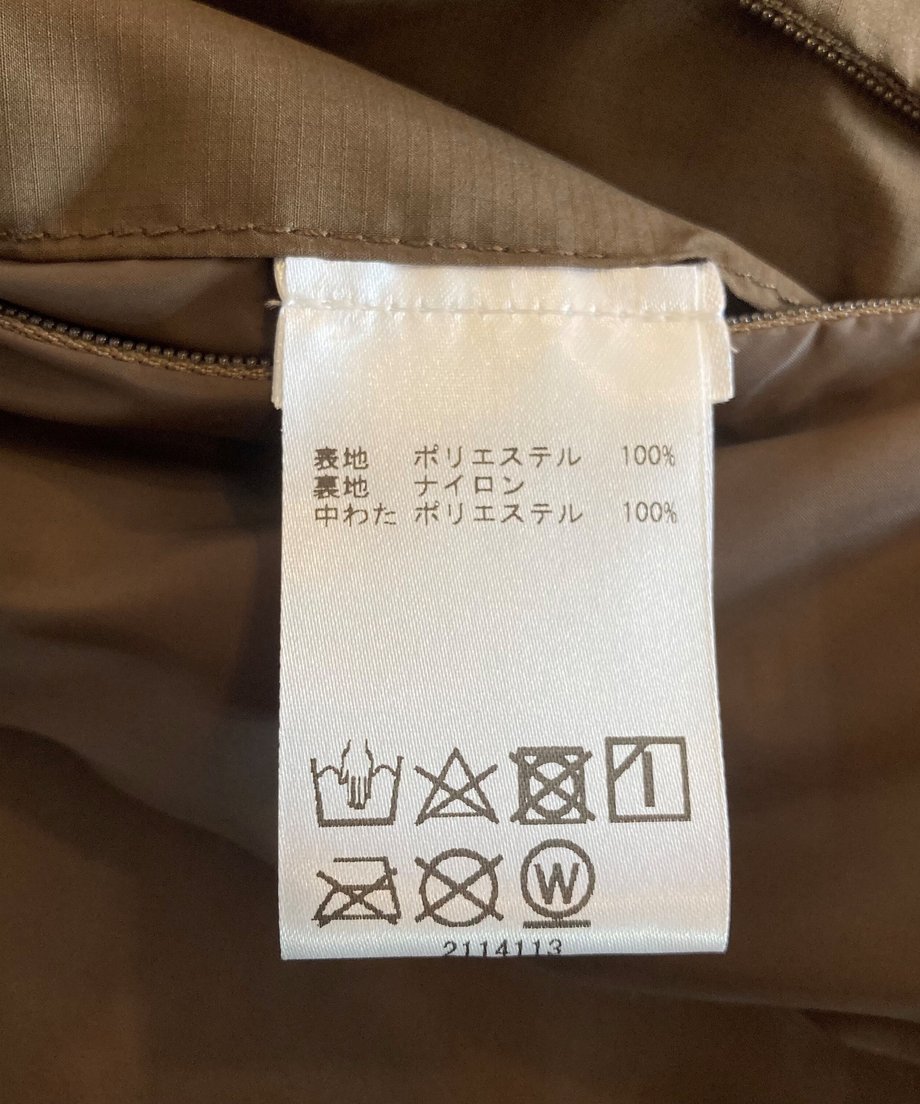 表地 ポリエステル 100%
裏地 ナイロン
中わた ポリエステル 100%
W
2114113